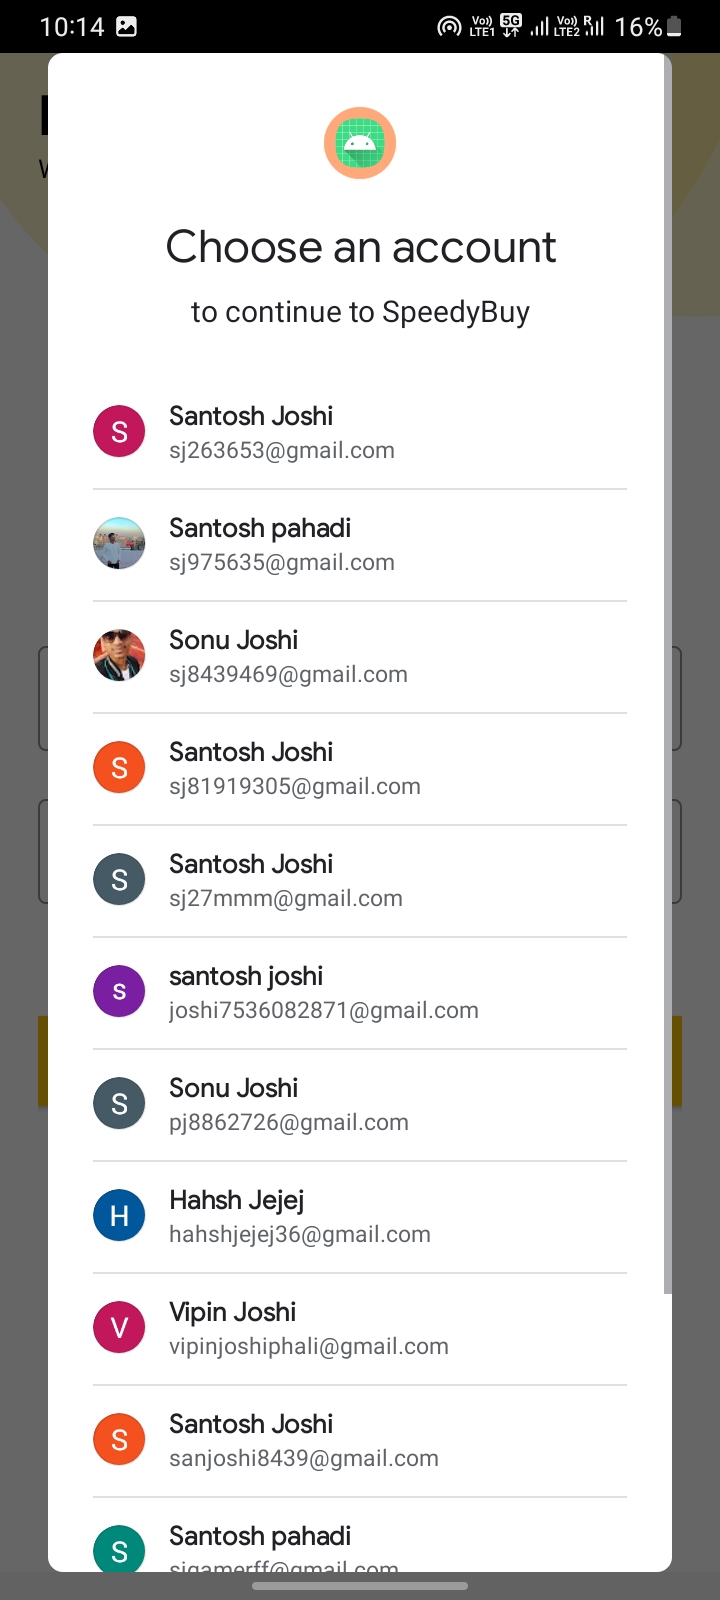 10:14 Vo)) LTE1 5G Vo)) LTE2 R 16%
Choose an account
to continue to SpeedyBuy
S Santosh Joshi
sj263653@gmail.com
Santosh pahadi
sj975635@gmail.com
Sonu Joshi
sj8439469@gmail.com
S Santosh Joshi
sj81919305@gmail.com
S Santosh Joshi
sj27mmm@gmail.com
s santosh joshi
joshi7536082871@gmail.com
S Sonu Joshi
pj8862726@gmail.com
H Hahsh Jejej
hahshjejej36@gmail.com
V Vipin Joshi
vipinjoshiphali@gmail.com
S Santosh Joshi
sanjoshi8439@gmail.com
S Santosh pahadi
sjgamerff@gmail.com